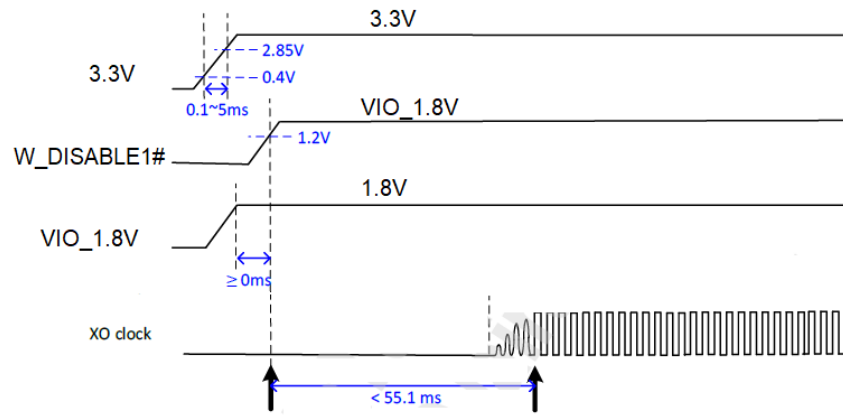 3.3V
2.85V
3.3V
0.4V
0.1~5ms
VIO_1.8V
1.2V
W_DISABLE1#
1.8V
VIO_1.8V
≥ 0ms
XO clock
< 55.1 ms